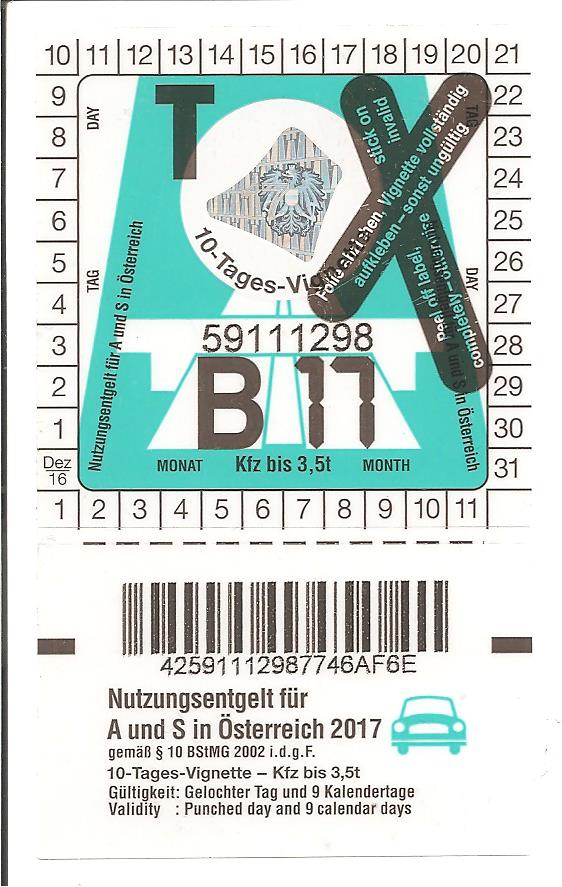 10 11 12 13 14 15 16 17 18 19 20 21
9 DAY T TAG 22
8 23
7 24
6 25
5 TAG DAY 26
4 27
3 28
2 29
1 30
Dez 16 31
1 2 3 4 5 6 7 8 9 10 11
10-Tages-Vig
abziehen, Vignette vollständig
aufkleben – sonst ungültig.
Peel off label,
stick on
completely – otherwise
invalid
59111298
B 17
MONAT Kfz bis 3,5t MONTH
Nutzungsentgelt für A und S in Österreich
A und S in Österreich
42591112987746AF6E
Nutzungsentgelt für
A und S in Österreich 2017
gemäß § 10 BStMG 2002 i.d.g.F.
10-Tages-Vignette – Kfz bis 3,5t
Gültigkeit: Gelochter Tag und 9 Kalendertage
Validity : Punched day and 9 calendar days